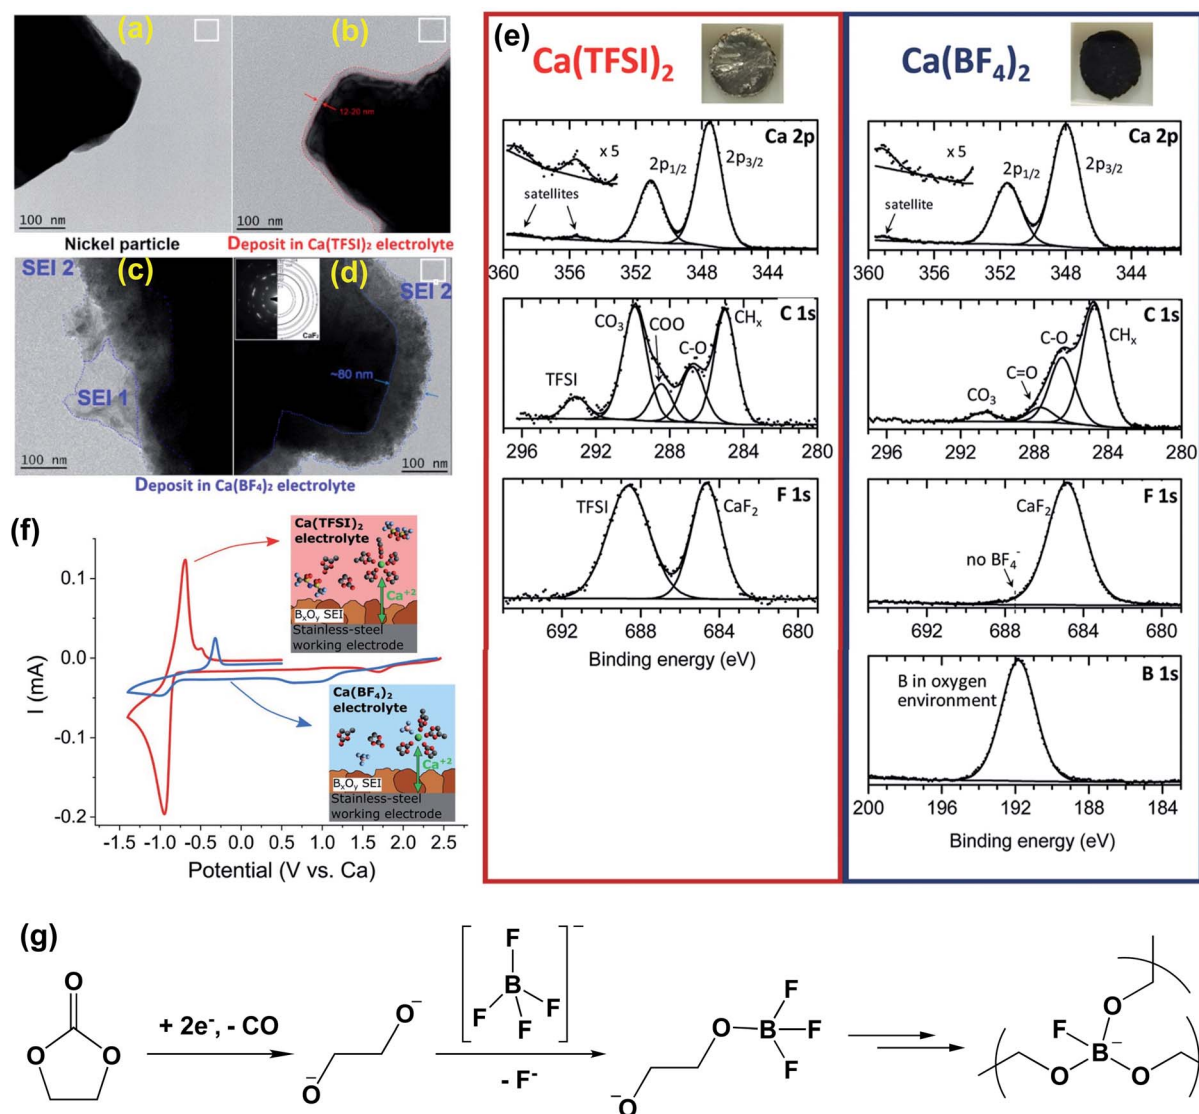 (a)
(b)
12-20 nm
100 nm
100 nm
Nickel particle
Deposit in Ca(TFSI)₂ electrolyte
SEI 2
(c)
(d)
SEI 2
CaF₂
~80 nm
SEI 1
100 nm
100 nm
Deposit in Ca(BF₄)₂ electrolyte
(e)
Ca(TFSI)₂
Ca 2p
x 5
2p₁/₂
2p₃/₂
satellites
360 356 352 348 344
C 1s
CO₃
COO
C-O
CHₓ
TFSI
296 292 288 284 280
F 1s
TFSI
CaF₂
692 688 684 680
Binding energy (eV)
Ca(BF₄)₂
Ca 2p
x 5
2p₁/₂
2p₃/₂
satellite
360 356 352 348 344
C 1s
C-O
CHₓ
C=O
CO₃
296 292 288 284 280
F 1s
CaF₂
no BF₄⁻
692 688 684 680
B 1s
B in oxygen
environment
200 196 192 188 184
Binding energy (eV)
(f)
I (mA)
0.1
0.0
-0.1
-0.2
-1.5 -1.0 -0.5 0.0 0.5 1.0 1.5 2.0 2.5
Potential (V vs. Ca)
Ca(TFSI)₂
electrolyte
Ca⁺²
BₓOᵧ SEI
Stainless-steel
working electrode
Ca(BF₄)₂
electrolyte
Ca⁺²
BₓOᵧ SEI
Stainless-steel
working electrode
(g)
O
O
O
+ 2e⁻, - CO
O⁻
⁻O
F
B
F
F
F
−
- F⁻
O
B
F
F
F
⁻O
O
F
B⁻
O
O